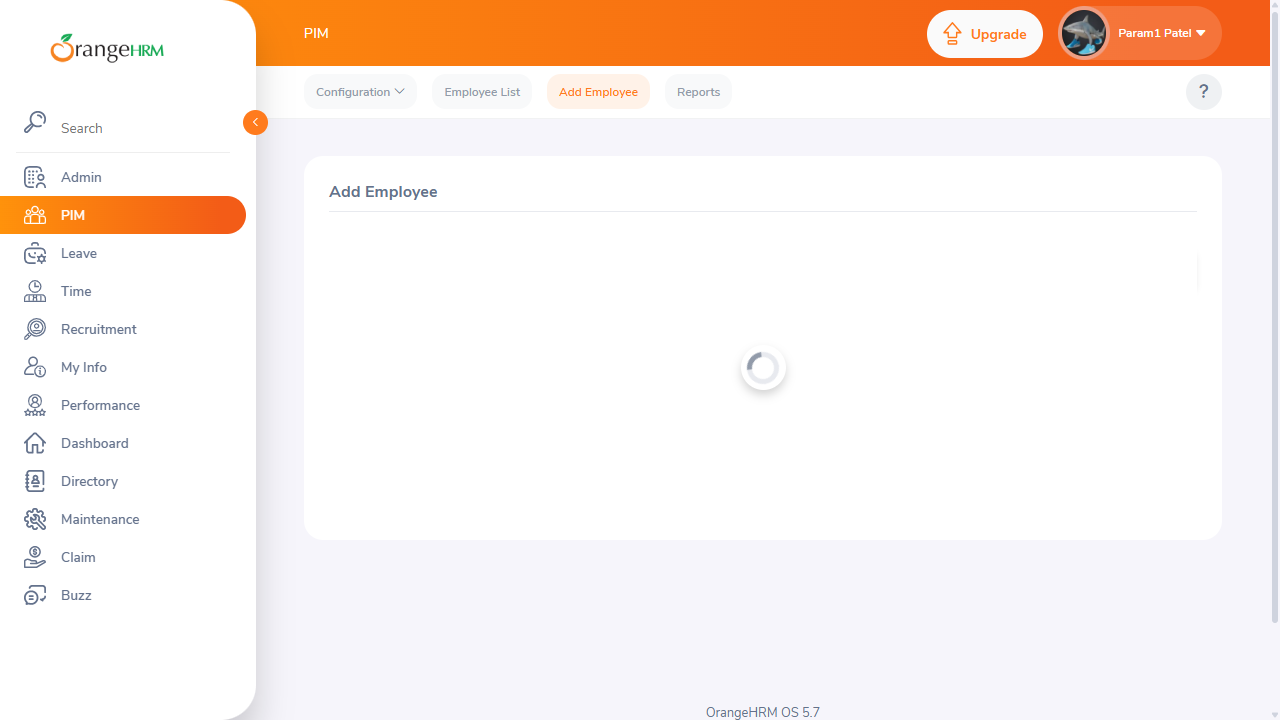 OrangeHRM
Search
Admin
PIM
Leave
Time
Recruitment
My Info
Performance
Dashboard
Directory
Maintenance
Claim
Buzz
PIM
Upgrade
Param1 Patel
Configuration
Employee List
Add Employee
Reports
?
Add Employee
OrangeHRM OS 5.7